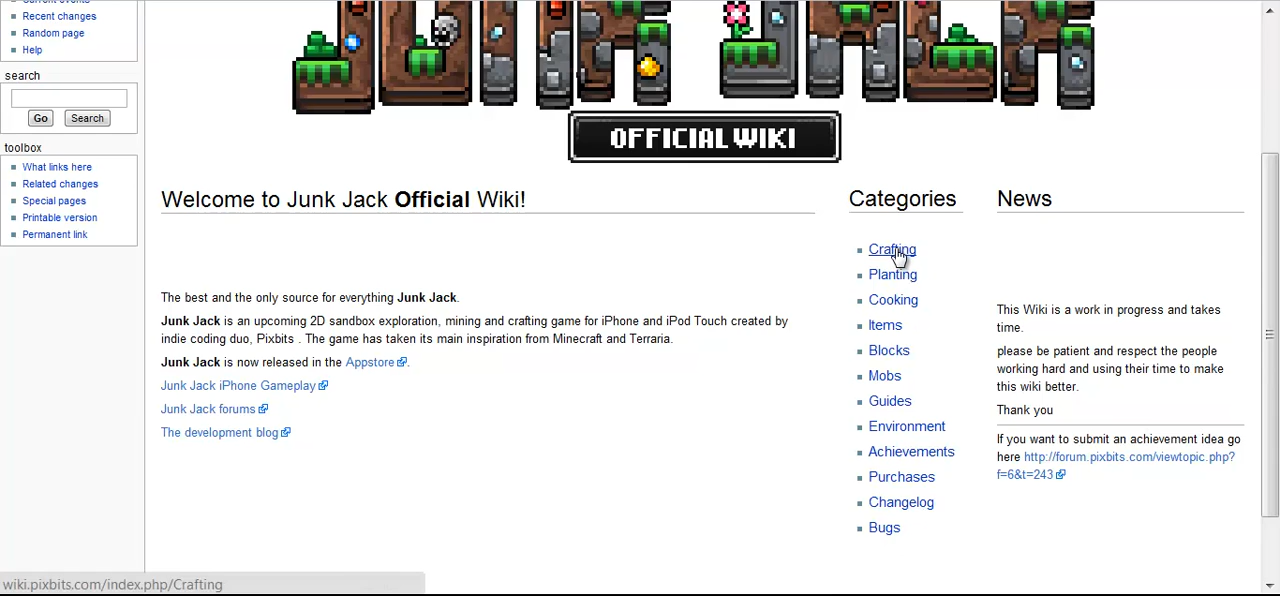 Current events
Recent changes
Random page
Help
search
Go
Search
toolbox
What links here
Related changes
Special pages
Printable version
Permanent link
JUNK JACK
OFFICIAL WIKI
Welcome to Junk Jack Official Wiki!
The best and the only source for everything Junk Jack.
Junk Jack is an upcoming 2D sandbox exploration, mining and crafting game for iPhone and iPod Touch created by
indie coding duo, Pixbits . The game has taken its main inspiration from Minecraft and Terraria.
Junk Jack is now released in the Appstore.
Junk Jack iPhone Gameplay
Junk Jack forums
The development blog
Categories
Crafting
Planting
Cooking
Items
Blocks
Mobs
Guides
Environment
Achievements
Purchases
Changelog
Bugs
News
This Wiki is a work in progress and takes
time.
please be patient and respect the people
working hard and using their time to make
this wiki better.
Thank you
If you want to submit an achievement idea go
here http://forum.pixbits.com/viewtopic.php?
f=6&t=243
wiki.pixbits.com/index.php/Crafting